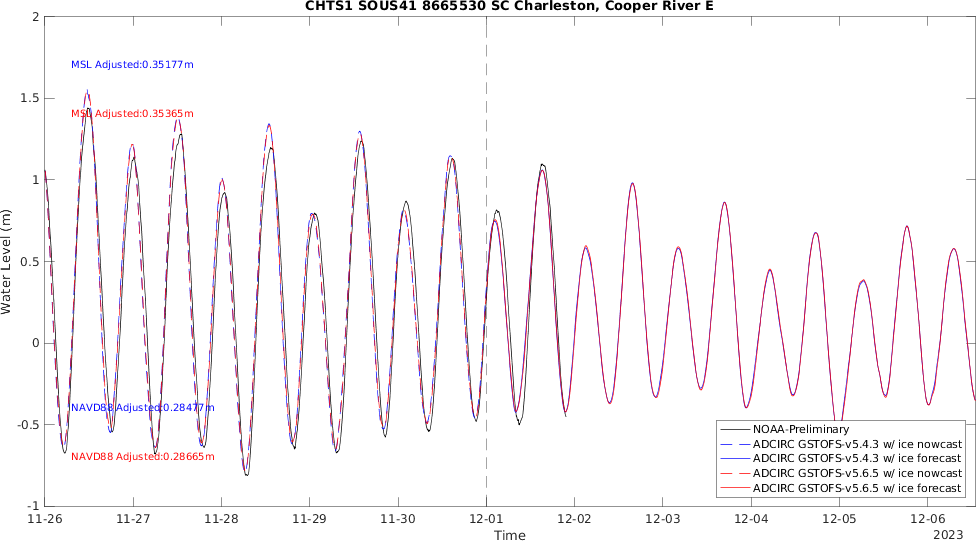 CHTS1 SOUS41 8665530 SC Charleston, Cooper River E
2
1.5
1
0.5
0
-0.5
-1
Water Level (m)
MSL Adjusted:0.35177m
MSL Adjusted:0.35365m
NAVD88 Adjusted:0.28477m
NAVD88 Adjusted:0.28665m
NOAA-Preliminary
ADCIRC GSTOFS-v5.4.3 w/ ice nowcast
ADCIRC GSTOFS-v5.4.3 w/ ice forecast
ADCIRC GSTOFS-v5.6.5 w/ ice nowcast
ADCIRC GSTOFS-v5.6.5 w/ ice forecast
11-26 11-27 11-28 11-29 11-30 12-01 12-02 12-03 12-04 12-05 12-06
Time
2023